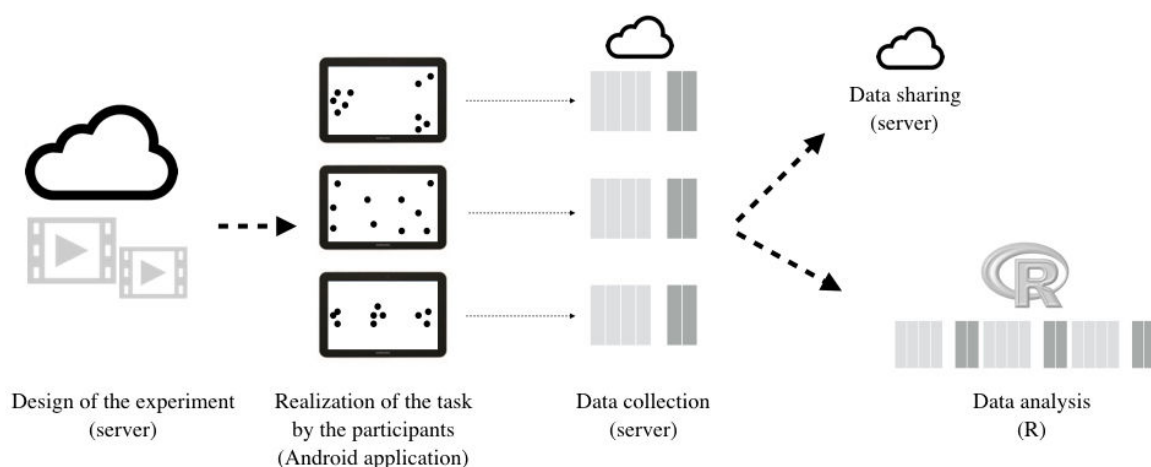 Design of the experiment
(server)
Realization of the task
by the participants
(Android application)
Data collection
(server)
Data sharing
(server)
R
Data analysis
(R)